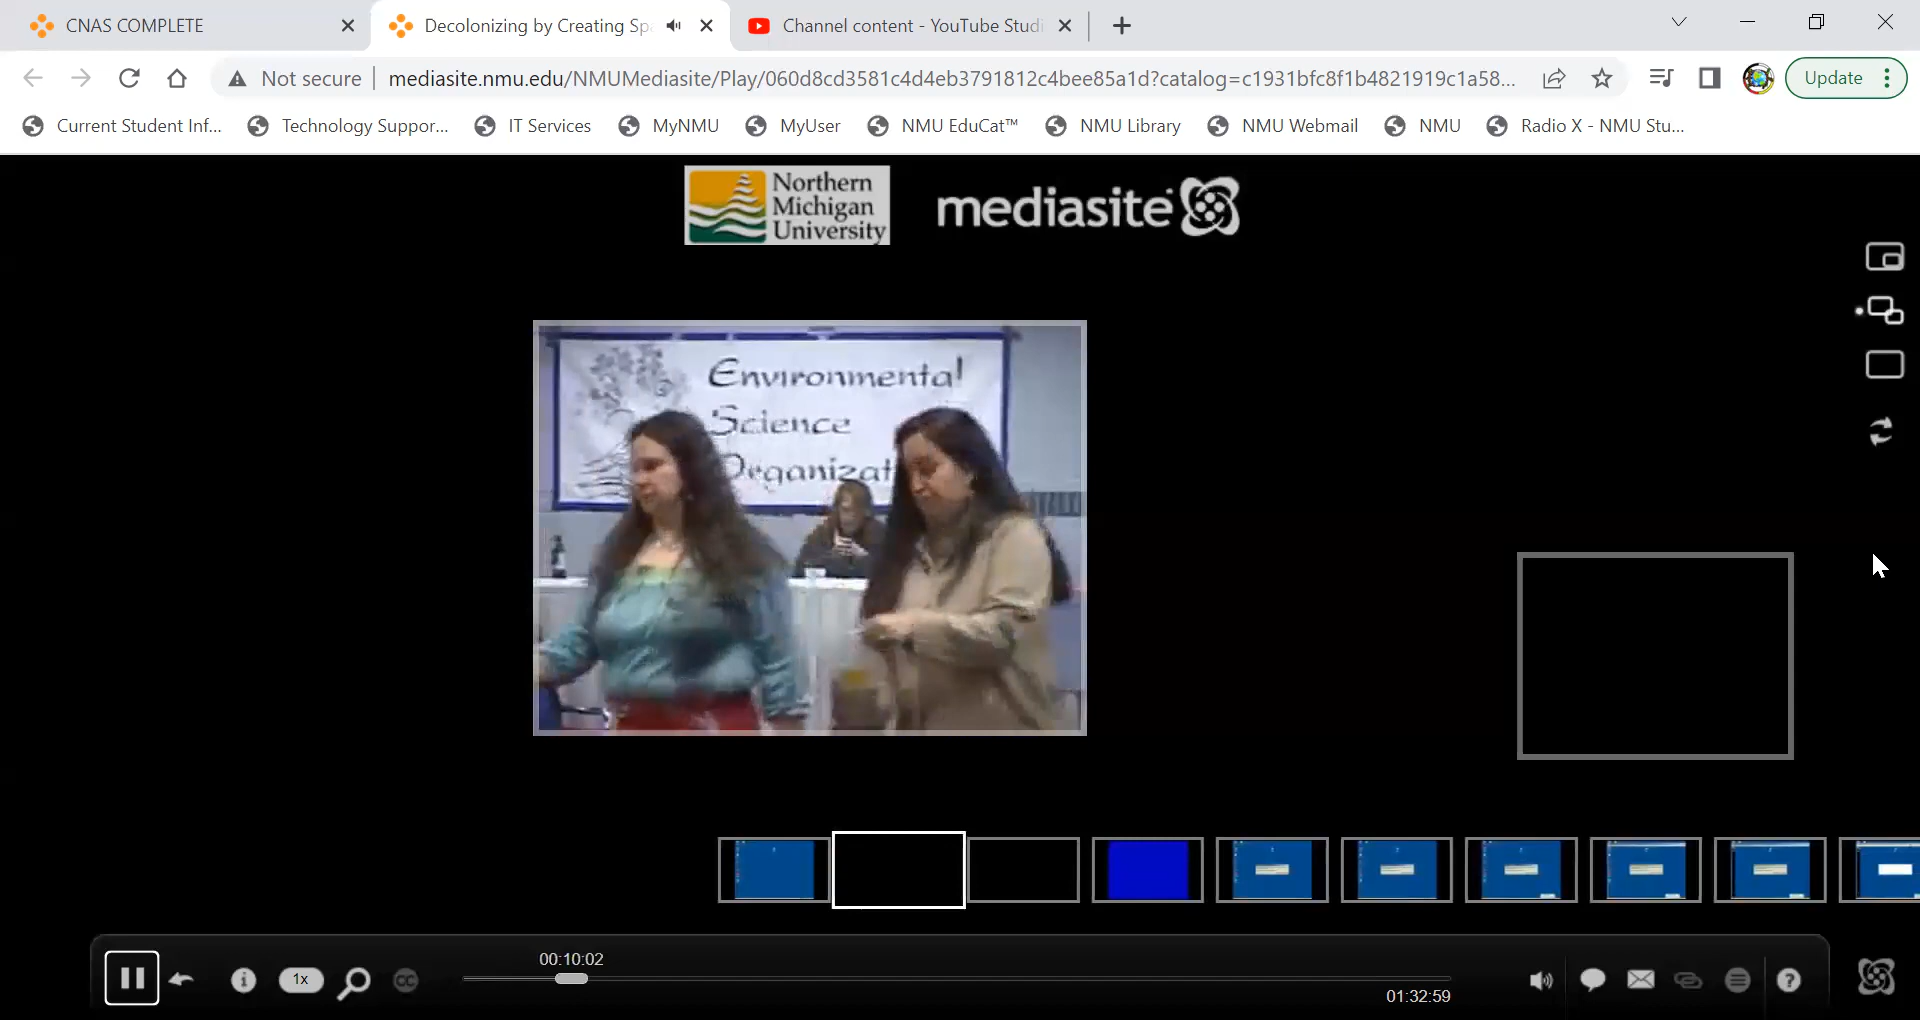 CNAS COMPLETE
Decolonizing by Creating Sp
Channel content - YouTube Studi
Not secure
mediasite.nmu.edu/NMUMediasite/Play/060d8cd3581c4d4eb3791812c4bee85a1d?catalog=c1931bfc8f1b4821919c1a58...
Update
Current Student Inf...
Technology Suppor...
IT Services
MyNMU
MyUser
NMU EduCat™
NMU Library
NMU Webmail
NMU
Radio X - NMU Stu...
Northern
Michigan
University
mediasite
Environmental
Science
Organizat
00:10:02
1x
CC
01:32:59